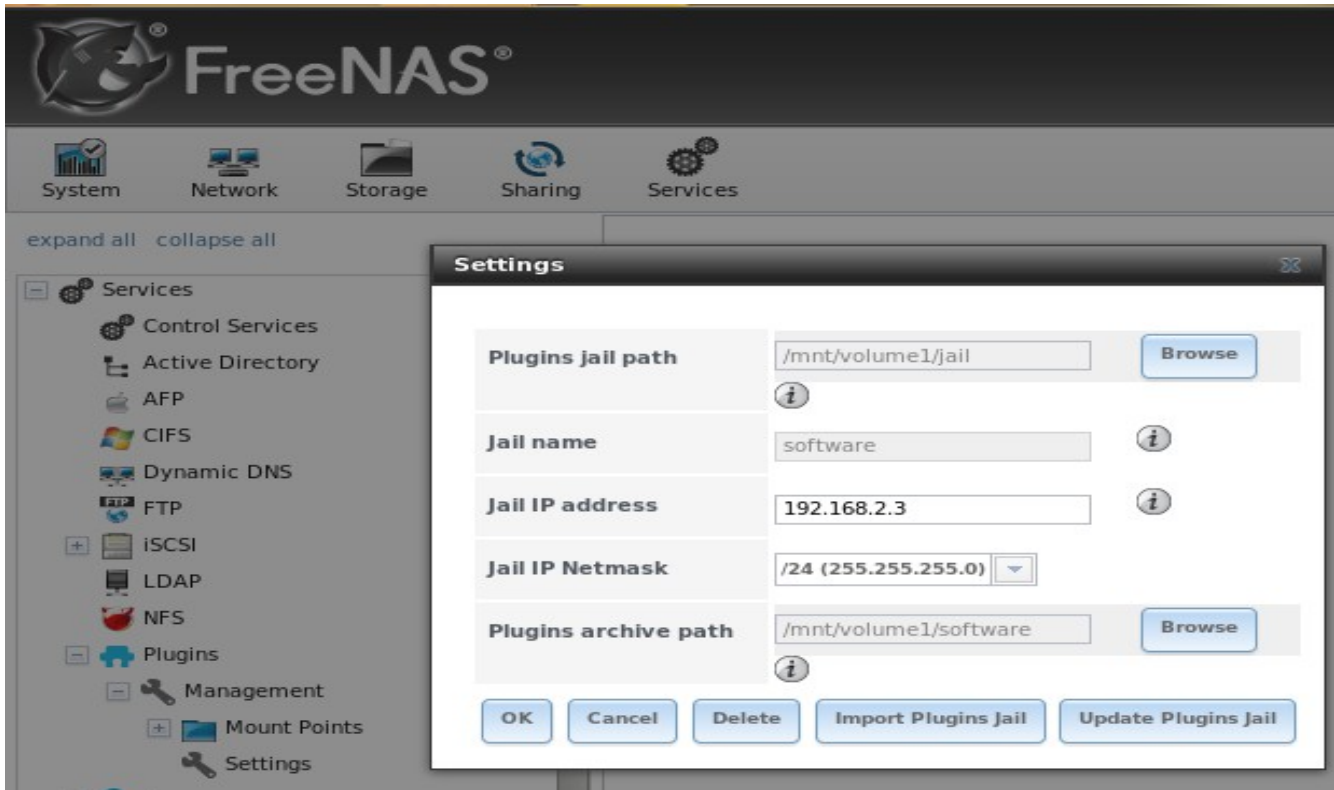 FreeNAS®
System Network Storage Sharing Services
expand all collapse all
Services
Control Services
Active Directory
AFP
CIFS
Dynamic DNS
FTP
FTP
iSCSI
LDAP
NFS
Plugins
Management
Mount Points
Settings
Settings
Plugins jail path /mnt/volume1/jail Browse
Jail name software
Jail IP address 192.168.2.3
Jail IP Netmask /24 (255.255.255.0)
Plugins archive path /mnt/volume1/software Browse
OK Cancel Delete Import Plugins Jail Update Plugins Jail